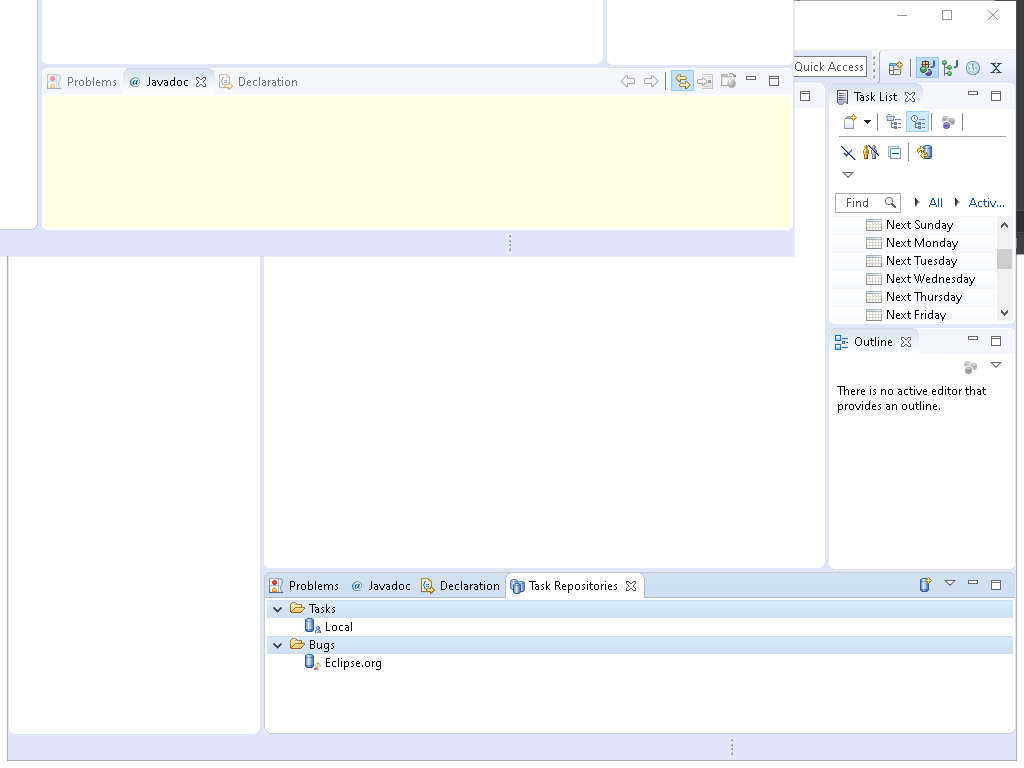 Problems
Javadoc
Declaration
Quick Access
Task List
Find
All
Activ...
Next Sunday
Next Monday
Next Tuesday
Next Wednesday
Next Thursday
Next Friday
Outline
There is no active editor that
provides an outline.
Problems
Javadoc
Declaration
Task Repositories
Tasks
Local
Bugs
Eclipse.org